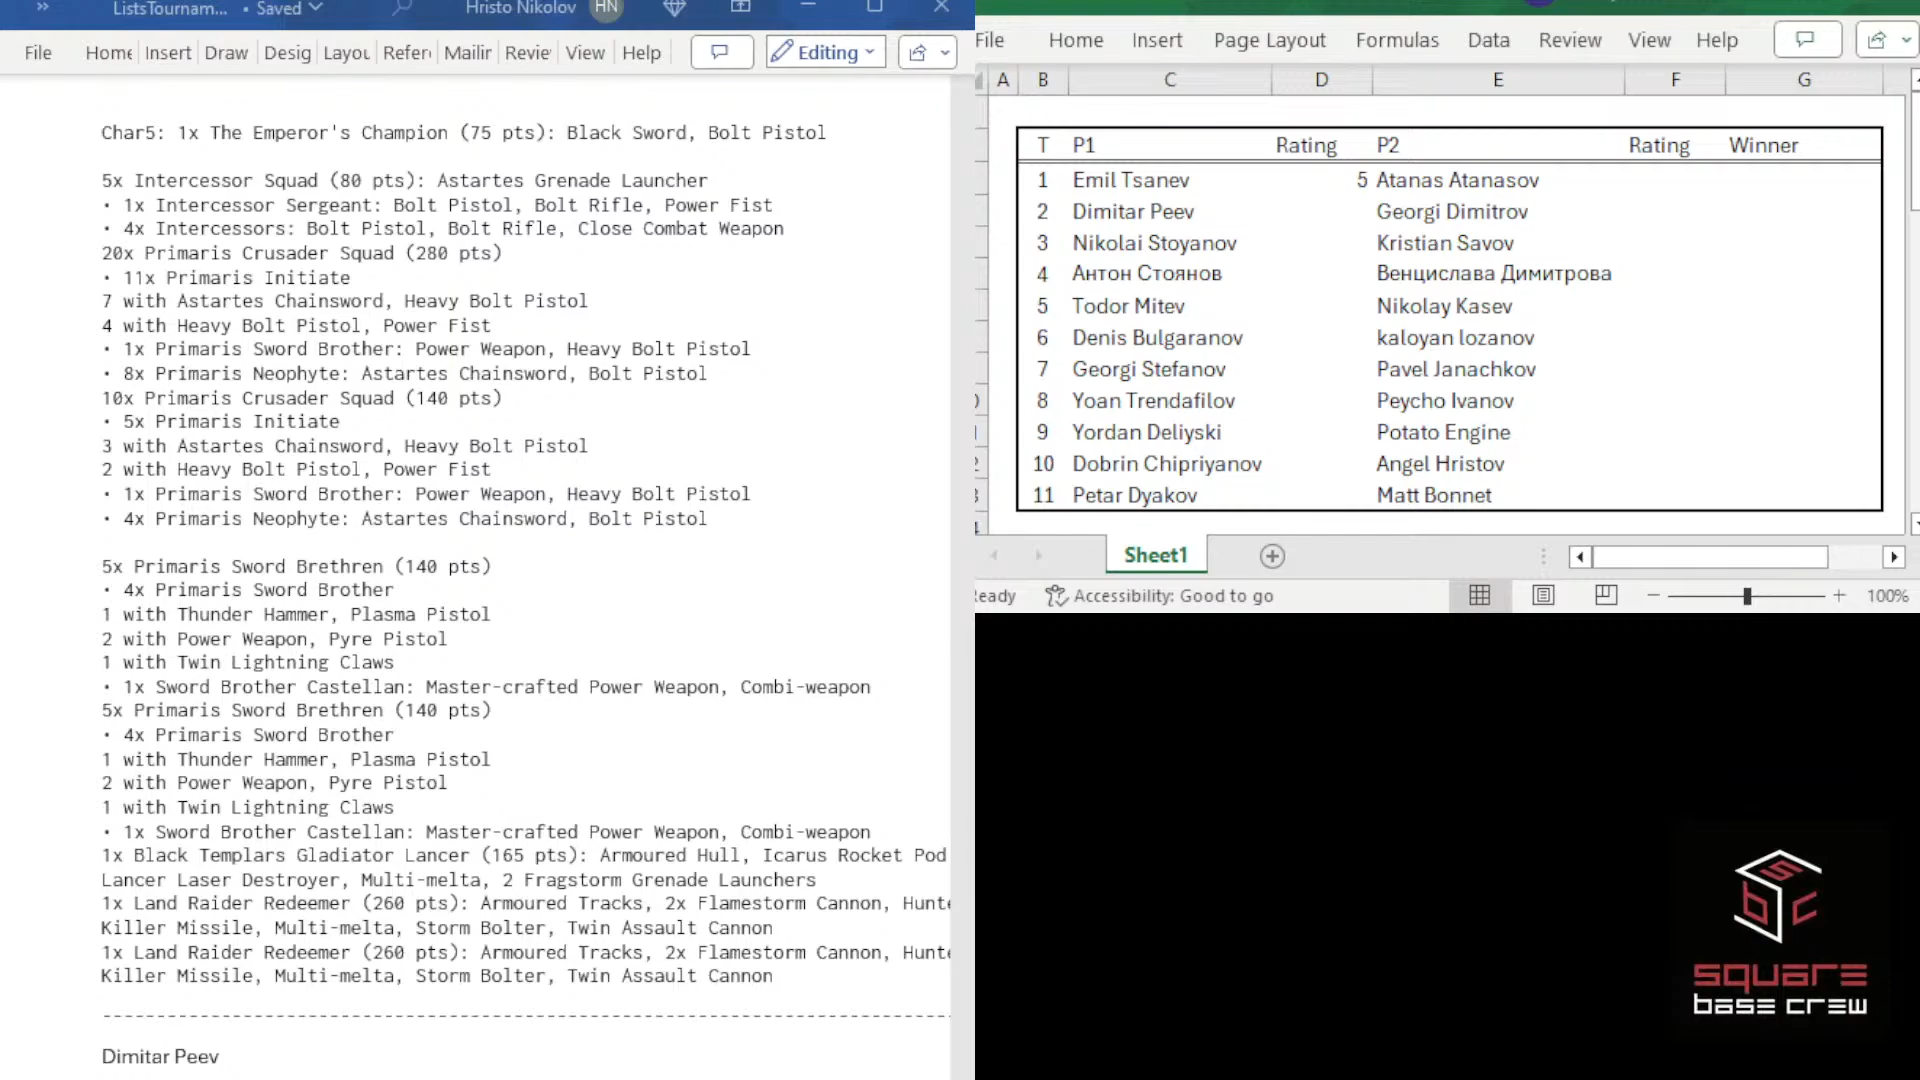 ListsTournam... • Saved
Hristo Nikolov
HN
File Home Insert Draw Desig Layou Refer Mailin Revie View Help
Editing
Char5: 1x The Emperor's Champion (75 pts): Black Sword, Bolt Pistol
5x Intercessor Squad (80 pts): Astartes Grenade Launcher
• 1x Intercessor Sergeant: Bolt Pistol, Bolt Rifle, Power Fist
• 4x Intercessors: Bolt Pistol, Bolt Rifle, Close Combat Weapon
20x Primaris Crusader Squad (280 pts)
• 11x Primaris Initiate
7 with Astartes Chainsword, Heavy Bolt Pistol
4 with Heavy Bolt Pistol, Power Fist
• 1x Primaris Sword Brother: Power Weapon, Heavy Bolt Pistol
• 8x Primaris Neophyte: Astartes Chainsword, Bolt Pistol
10x Primaris Crusader Squad (140 pts)
• 5x Primaris Initiate
3 with Astartes Chainsword, Heavy Bolt Pistol
2 with Heavy Bolt Pistol, Power Fist
• 1x Primaris Sword Brother: Power Weapon, Heavy Bolt Pistol
• 4x Primaris Neophyte: Astartes Chainsword, Bolt Pistol
5x Primaris Sword Brethren (140 pts)
• 4x Primaris Sword Brother
1 with Thunder Hammer, Plasma Pistol
2 with Power Weapon, Pyre Pistol
1 with Twin Lightning Claws
• 1x Sword Brother Castellan: Master-crafted Power Weapon, Combi-weapon
5x Primaris Sword Brethren (140 pts)
• 4x Primaris Sword Brother
1 with Thunder Hammer, Plasma Pistol
2 with Power Weapon, Pyre Pistol
1 with Twin Lightning Claws
• 1x Sword Brother Castellan: Master-crafted Power Weapon, Combi-weapon
1x Black Templars Gladiator Lancer (165 pts): Armoured Hull, Icarus Rocket Pod
Lancer Laser Destroyer, Multi-melta, 2 Fragstorm Grenade Launchers
1x Land Raider Redeemer (260 pts): Armoured Tracks, 2x Flamestorm Cannon, Hunte
Killer Missile, Multi-melta, Storm Bolter, Twin Assault Cannon
1x Land Raider Redeemer (260 pts): Armoured Tracks, 2x Flamestorm Cannon, Hunte
Killer Missile, Multi-melta, Storm Bolter, Twin Assault Cannon
--------------------------------------------------------------------------------
Dimitar Peev
File Home Insert Page Layout Formulas Data Review View Help
A B C D E F G
T P1 Rating P2 Rating Winner
1 Emil Tsanev 5 Atanas Atanasov
2 Dimitar Peev Georgi Dimitrov
3 Nikolai Stoyanov Kristian Savov
4 Антон Стоянов Венцислава Димитрова
5 Todor Mitev Nikolay Kasev
6 Denis Bulgaranov kaloyan lozanov
7 Georgi Stefanov Pavel Janachkov
8 Yoan Trendafilov Peycho Ivanov
9 Yordan Deliyski Potato Engine
10 Dobrin Chipriyanov Angel Hristov
11 Petar Dyakov Matt Bonnet
Sheet1
eady Accessibility: Good to go 100%
sbc
square
base crew